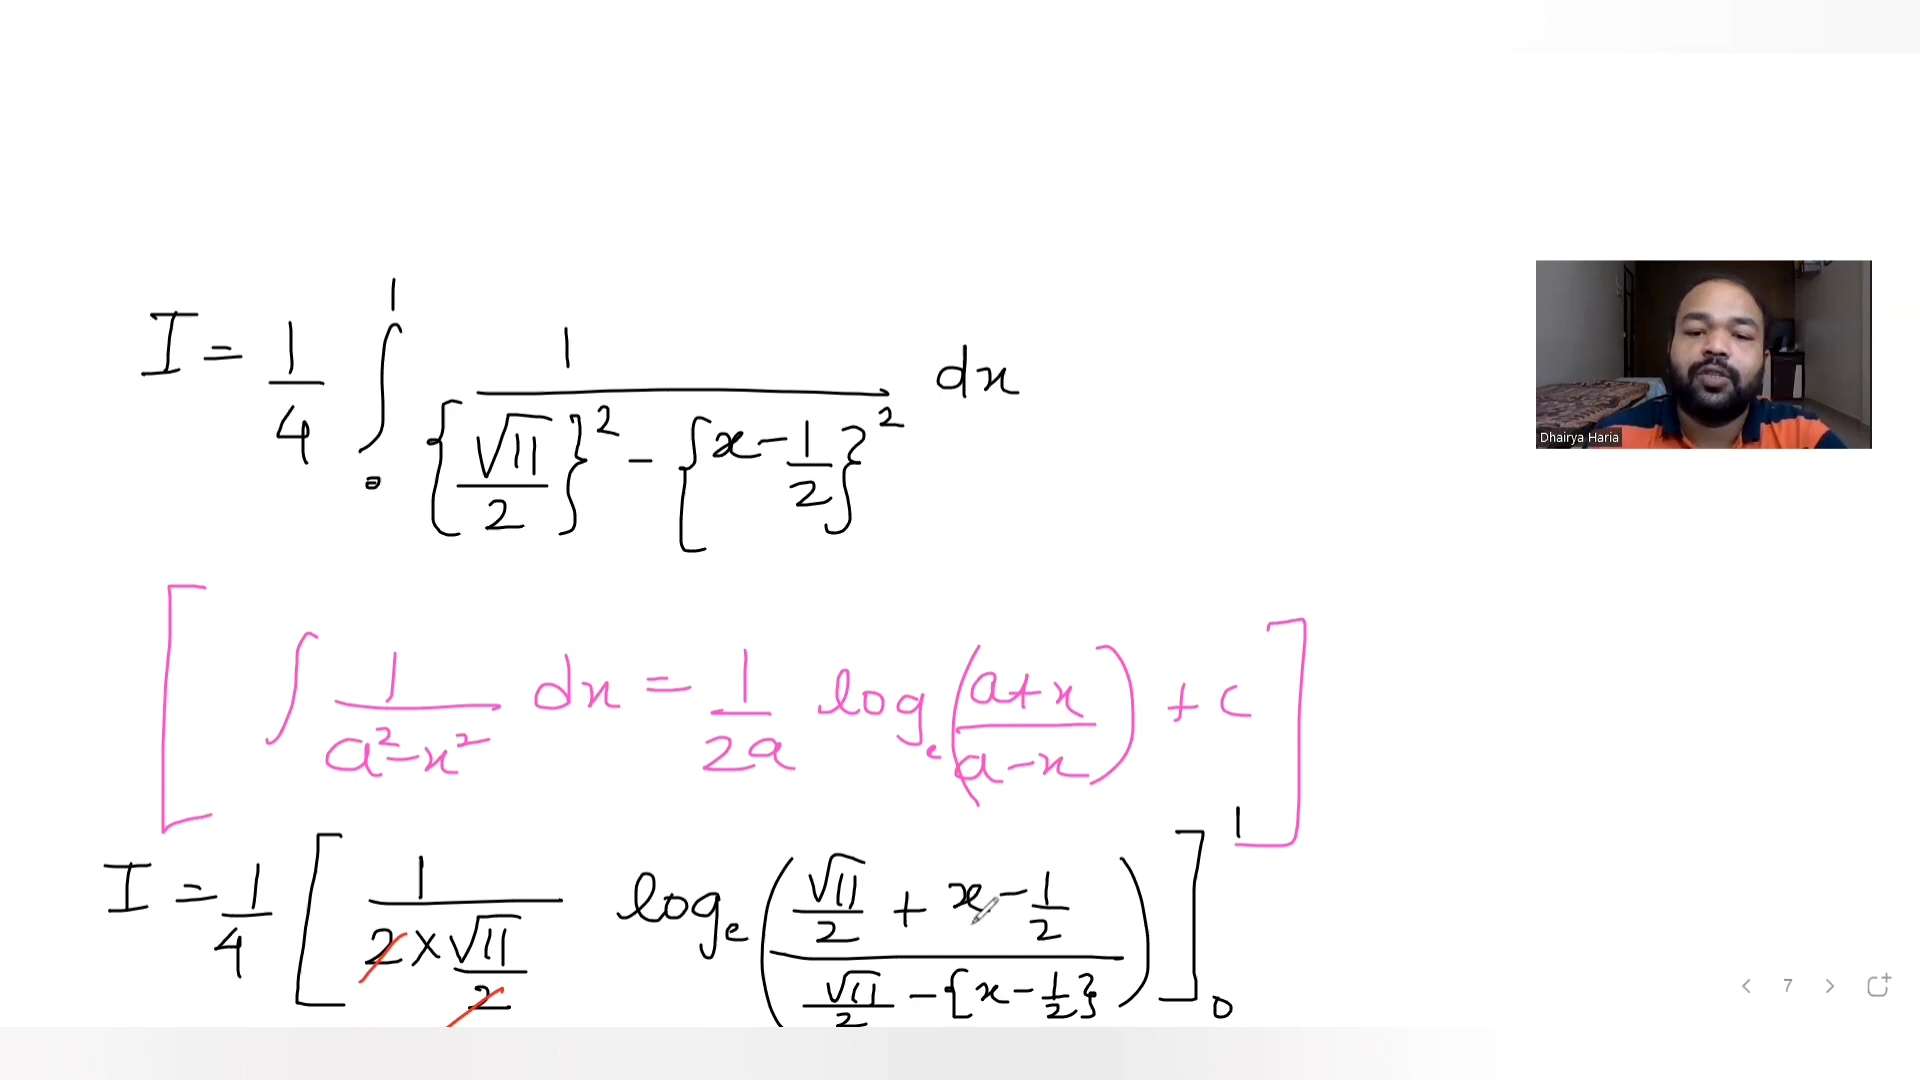 I = 1/4 ∫₀¹ 1/({√11/2}² - {x - 1/2}²) dx
Dhairya Haria
[∫ 1/(a² - x²) dx = 1/2a logₑ((a+x)/(a-x)) + c]
I = 1/4 [1/(2 × √11/2) logₑ((√11/2 + x - 1/2)/(√11/2 - {x - 1/2}))]₀¹
< 7 >